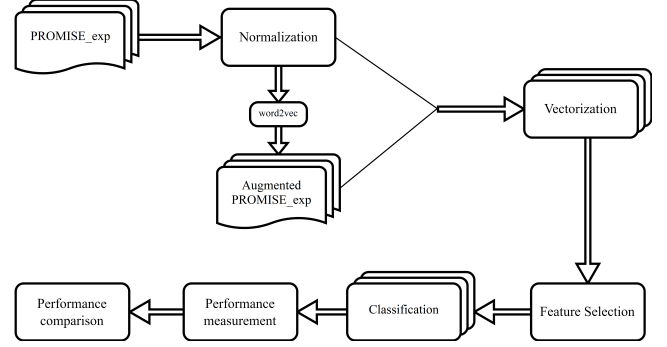 PROMISE_exp
Normalization
word2vec
Augmented
PROMISE_exp
Vectorization
Feature Selection
Classification
Performance
measurement
Performance
comparison